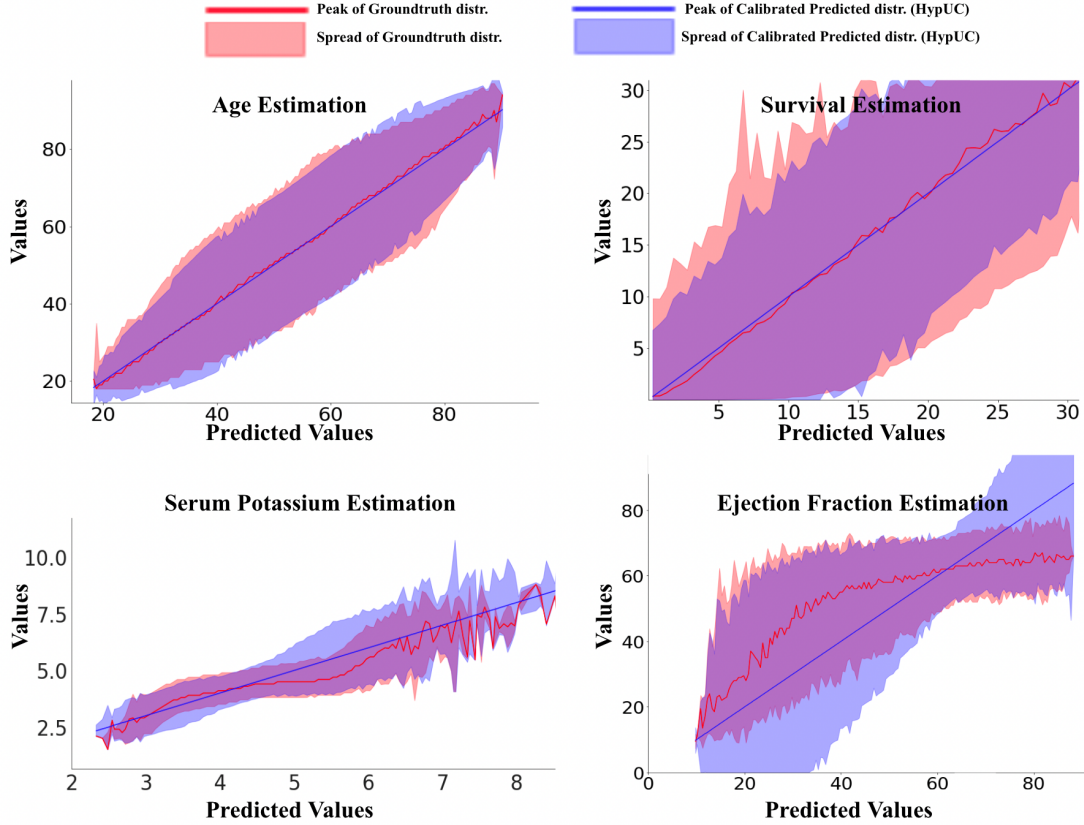 Peak of Groundtruth distr.
Peak of Calibrated Predicted distr. (HypUC)
Spread of Groundtruth distr.
Spread of Calibrated Predicted distr. (HypUC)
Age Estimation
Values
80
60
40
20
20 40 60 80
Predicted Values
Survival Estimation
Values
30
25
20
15
10
5
5 10 15 20 25 30
Predicted Values
Serum Potassium Estimation
Values
10.0
7.5
5.0
2.5
2 3 4 5 6 7 8
Predicted Values
Ejection Fraction Estimation
Values
80
60
40
20
0
0 20 40 60 80
Predicted Values